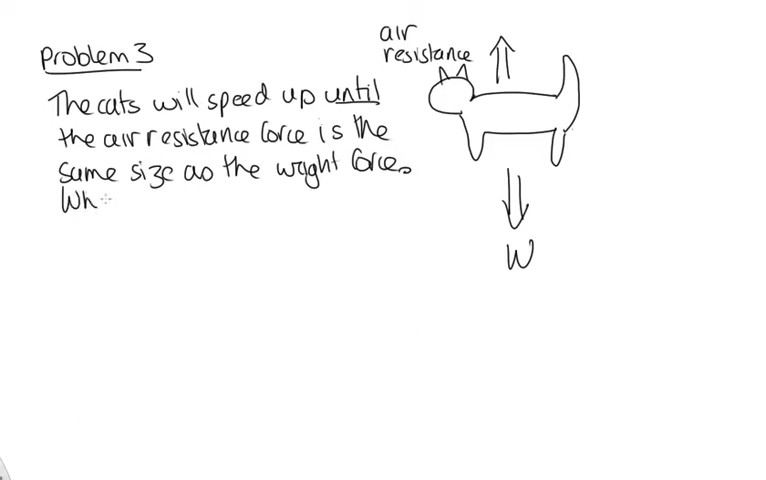 Problem 3
air
resistance
The cats will speed up until
the air resistance force is the
same size as the weight force.
Wh
W